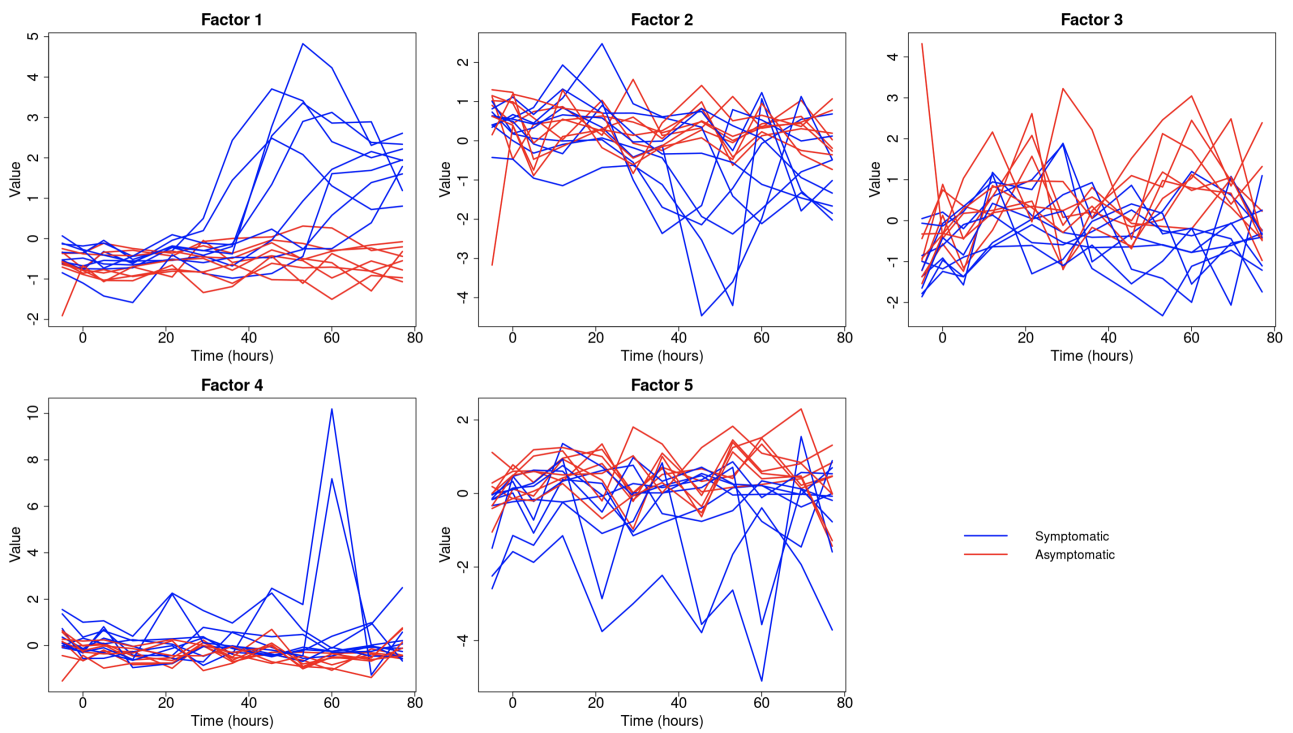 Factor 1
Value
5
4
3
2
1
0
-1
-2
0 20 40 60 80
Time (hours)
Factor 2
Value
2
1
0
-1
-2
-3
-4
0 20 40 60 80
Time (hours)
Factor 3
Value
4
3
2
1
0
-1
-2
0 20 40 60 80
Time (hours)
Factor 4
Value
10
8
6
4
2
0
0 20 40 60 80
Time (hours)
Factor 5
Value
2
0
-2
-4
0 20 40 60 80
Time (hours)
Symptomatic
Asymptomatic